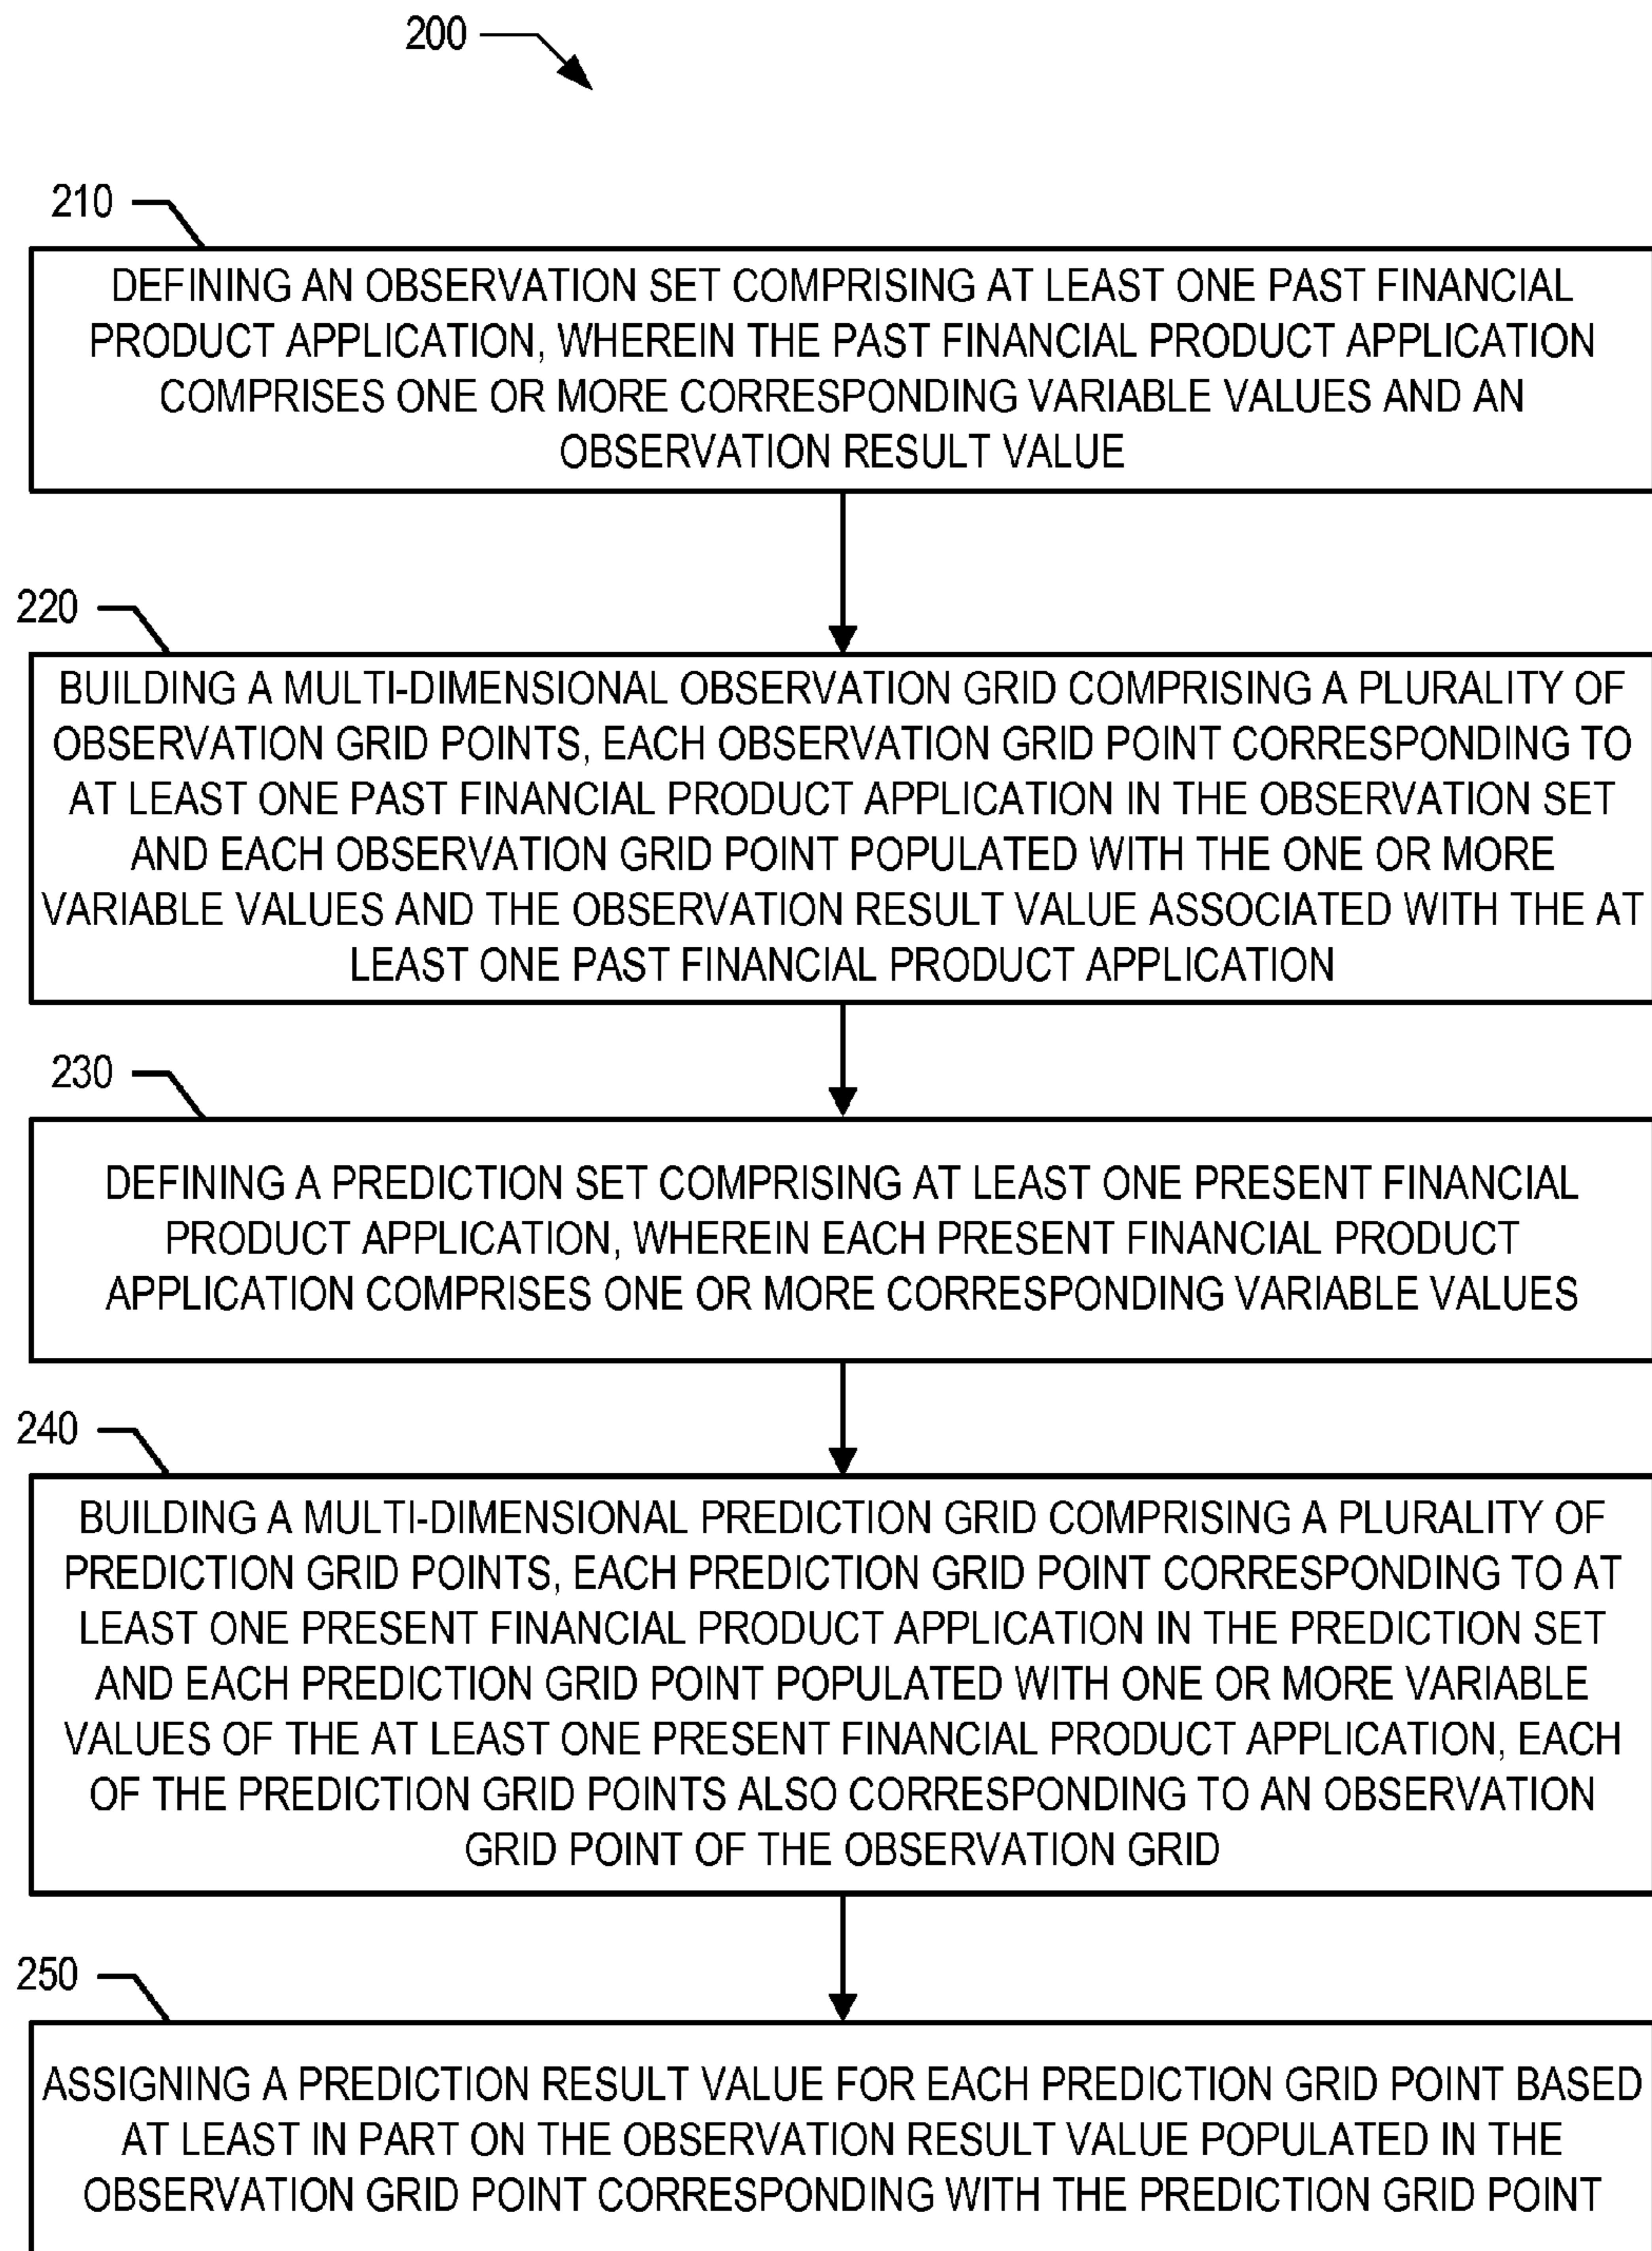 200
210
DEFINING AN OBSERVATION SET COMPRISING AT LEAST ONE PAST FINANCIAL
PRODUCT APPLICATION, WHEREIN THE PAST FINANCIAL PRODUCT APPLICATION
COMPRISES ONE OR MORE CORRESPONDING VARIABLE VALUES AND AN
OBSERVATION RESULT VALUE
220
BUILDING A MULTI-DIMENSIONAL OBSERVATION GRID COMPRISING A PLURALITY OF
OBSERVATION GRID POINTS, EACH OBSERVATION GRID POINT CORRESPONDING TO
AT LEAST ONE PAST FINANCIAL PRODUCT APPLICATION IN THE OBSERVATION SET
AND EACH OBSERVATION GRID POINT POPULATED WITH THE ONE OR MORE
VARIABLE VALUES AND THE OBSERVATION RESULT VALUE ASSOCIATED WITH THE AT
LEAST ONE PAST FINANCIAL PRODUCT APPLICATION
230
DEFINING A PREDICTION SET COMPRISING AT LEAST ONE PRESENT FINANCIAL
PRODUCT APPLICATION, WHEREIN EACH PRESENT FINANCIAL PRODUCT
APPLICATION COMPRISES ONE OR MORE CORRESPONDING VARIABLE VALUES
240
BUILDING A MULTI-DIMENSIONAL PREDICTION GRID COMPRISING A PLURALITY OF
PREDICTION GRID POINTS, EACH PREDICTION GRID POINT CORRESPONDING TO AT
LEAST ONE PRESENT FINANCIAL PRODUCT APPLICATION IN THE PREDICTION SET
AND EACH PREDICTION GRID POINT POPULATED WITH ONE OR MORE VARIABLE
VALUES OF THE AT LEAST ONE PRESENT FINANCIAL PRODUCT APPLICATION, EACH
OF THE PREDICTION GRID POINTS ALSO CORRESPONDING TO AN OBSERVATION
GRID POINT OF THE OBSERVATION GRID
250
ASSIGNING A PREDICTION RESULT VALUE FOR EACH PREDICTION GRID POINT BASED
AT LEAST IN PART ON THE OBSERVATION RESULT VALUE POPULATED IN THE
OBSERVATION GRID POINT CORRESPONDING WITH THE PREDICTION GRID POINT